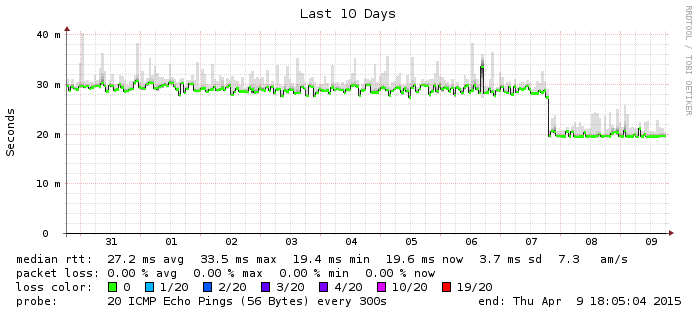 Last 10 Days
RRDTOOL / TOBI OETIKER
Seconds
40 m
30 m
20 m
10 m
0
31 01 02 03 04 05 06 07 08 09
median rtt: 27.2 ms avg 33.5 ms max 19.4 ms min 19.6 ms now 3.7 ms sd 7.3 am/s
packet loss: 0.00 % avg 0.00 % max 0.00 % min 0.00 % now
loss color: 0 1/20 2/20 3/20 4/20 10/20 19/20
probe: 20 ICMP Echo Pings (56 Bytes) every 300s end: Thu Apr 9 18:05:04 2015